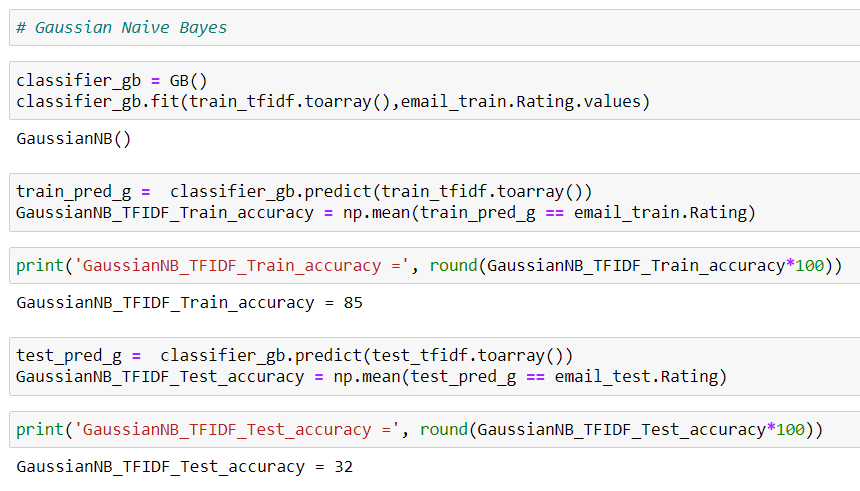 # Gaussian Naive Bayes
classifier_gb = GB()
classifier_gb.fit(train_tfidf.toarray(),email_train.Rating.values)
GaussianNB()
train_pred_g =  classifier_gb.predict(train_tfidf.toarray())
GaussianNB_TFIDF_Train_accuracy = np.mean(train_pred_g == email_train.Rating)
print('GaussianNB_TFIDF_Train_accuracy =', round(GaussianNB_TFIDF_Train_accuracy*100))
GaussianNB_TFIDF_Train_accuracy = 85
test_pred_g =  classifier_gb.predict(test_tfidf.toarray())
GaussianNB_TFIDF_Test_accuracy = np.mean(test_pred_g == email_test.Rating)
print('GaussianNB_TFIDF_Test_accuracy =', round(GaussianNB_TFIDF_Test_accuracy*100))
GaussianNB_TFIDF_Test_accuracy = 32